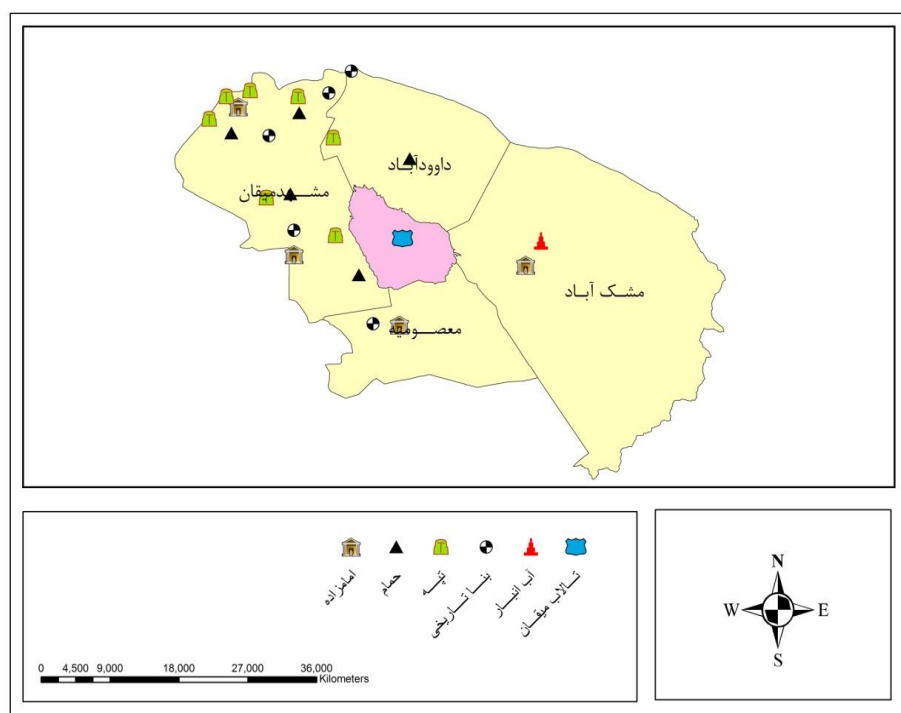 داوودآباد
مشهدمیقان
مشک آباد
معصومیه
امامزاده
حمام
تپه
بنا تاریخی
آب انبار
تالاب میقان
0 4,500 9,000 18,000 27,000 36,000
Kilometers
N
W E
S